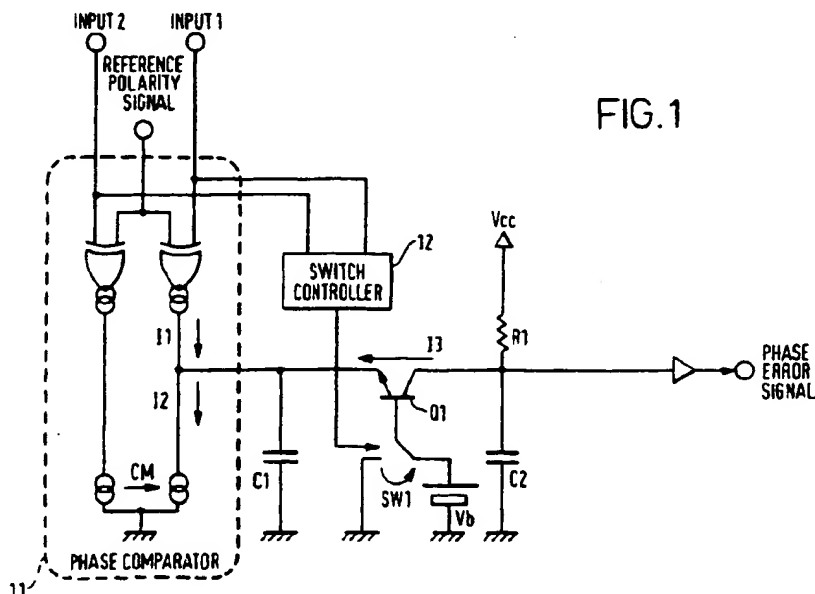 INPUT 2
INPUT 1
REFERENCE
POLARITY
SIGNAL
FIG.1
Vcc
12
SWITCH
CONTROLLER
R1
I1
I3
PHASE
ERROR
SIGNAL
Q1
I2
CM
C1
SW1
Vb
C2
PHASE COMPARATOR
11